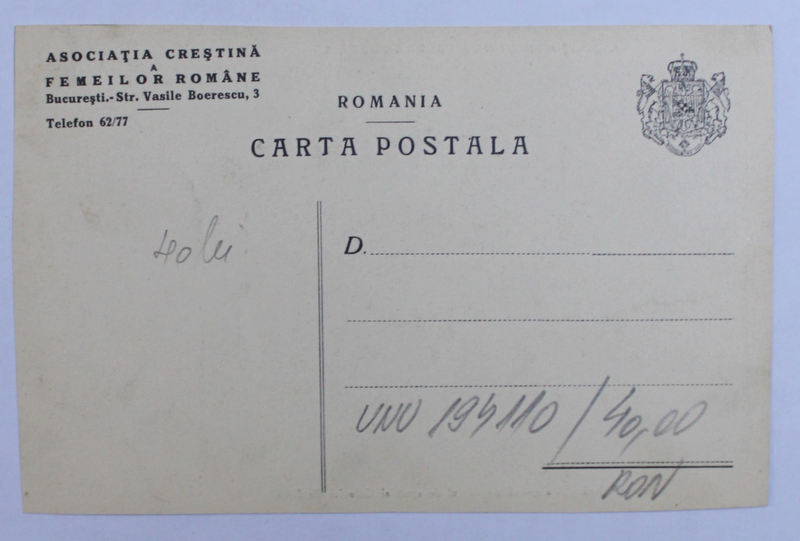 ASOCIAŢIA CREŞTINĂ
A
FEMEILOR ROMÂNE
Bucureşti.-Str. Vasile Boerescu, 3
Telefon 62/77
ROMANIA
CARTA POSTALA
40 lei
D.
UNU 194110 / 40,00
RON